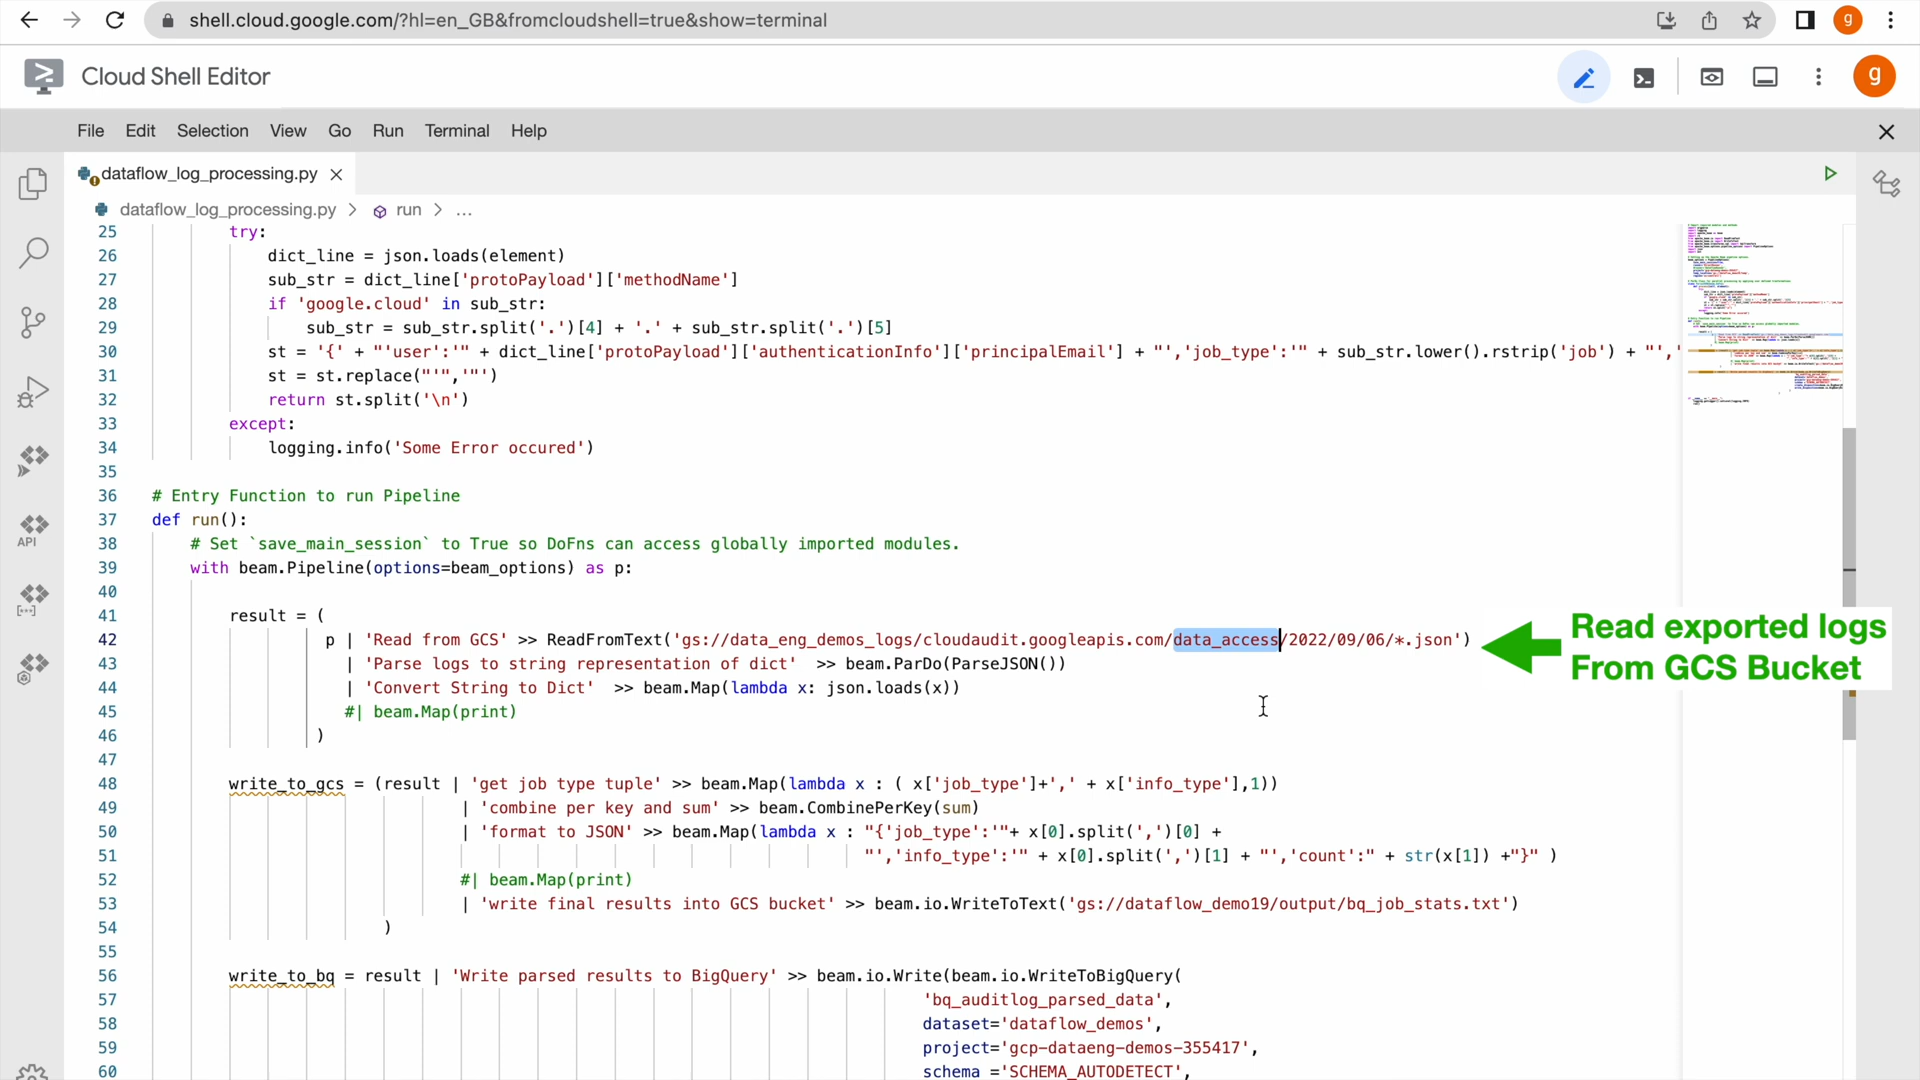 shell.cloud.google.com/?hl=en_GB&fromcloudshell=true&show=terminal
g
Cloud Shell Editor
g
File Edit Selection View Go Run Terminal Help
dataflow_log_processing.py
dataflow_log_processing.py > run > ...
25 try:
26 dict_line = json.loads(element)
27 sub_str = dict_line['protoPayload']['methodName']
28 if 'google.cloud' in sub_str:
29 sub_str = sub_str.split('.')[4] + '.' + sub_str.split('.')[5]
30 st = '{' + "'user':'" + dict_line['protoPayload']['authenticationInfo']['principalEmail'] + "','job_type':'" + sub_str.lower().rstrip('job') + "','
31 st = st.replace("'",'"')
32 return st.split('\n')
33 except:
34 logging.info('Some Error occured')
35
36 # Entry Function to run Pipeline
37 def run():
38 # Set `save_main_session` to True so DoFns can access globally imported modules.
39 with beam.Pipeline(options=beam_options) as p:
40
41 result = (
42 p | 'Read from GCS' >> ReadFromText('gs://data_eng_demos_logs/cloudaudit.googleapis.com/data_access/2022/09/06/*.json')
Read exported logs
From GCS Bucket
43 | 'Parse logs to string representation of dict' >> beam.ParDo(ParseJSON())
44 | 'Convert String to Dict' >> beam.Map(lambda x: json.loads(x))
45 #| beam.Map(print)
46 )
47
48 write_to_gcs = (result | 'get job type tuple' >> beam.Map(lambda x : ( x['job_type']+',' + x['info_type'],1))
49 | 'combine per key and sum' >> beam.CombinePerKey(sum)
50 | 'format to JSON' >> beam.Map(lambda x : "{'job_type':'"+ x[0].split(',')[0] +
51 "','info_type':'" + x[0].split(',')[1] + "','count':" + str(x[1]) +"}" )
52 #| beam.Map(print)
53 | 'write final results into GCS bucket' >> beam.io.WriteToText('gs://dataflow_demo19/output/bq_job_stats.txt')
54 )
55
56 write_to_bq = result | 'Write parsed results to BigQuery' >> beam.io.Write(beam.io.WriteToBigQuery(
57 'bq_auditlog_parsed_data',
58 dataset='dataflow_demos',
59 project='gcp-dataeng-demos-355417',
60 schema ='SCHEMA_AUTODETECT',
API